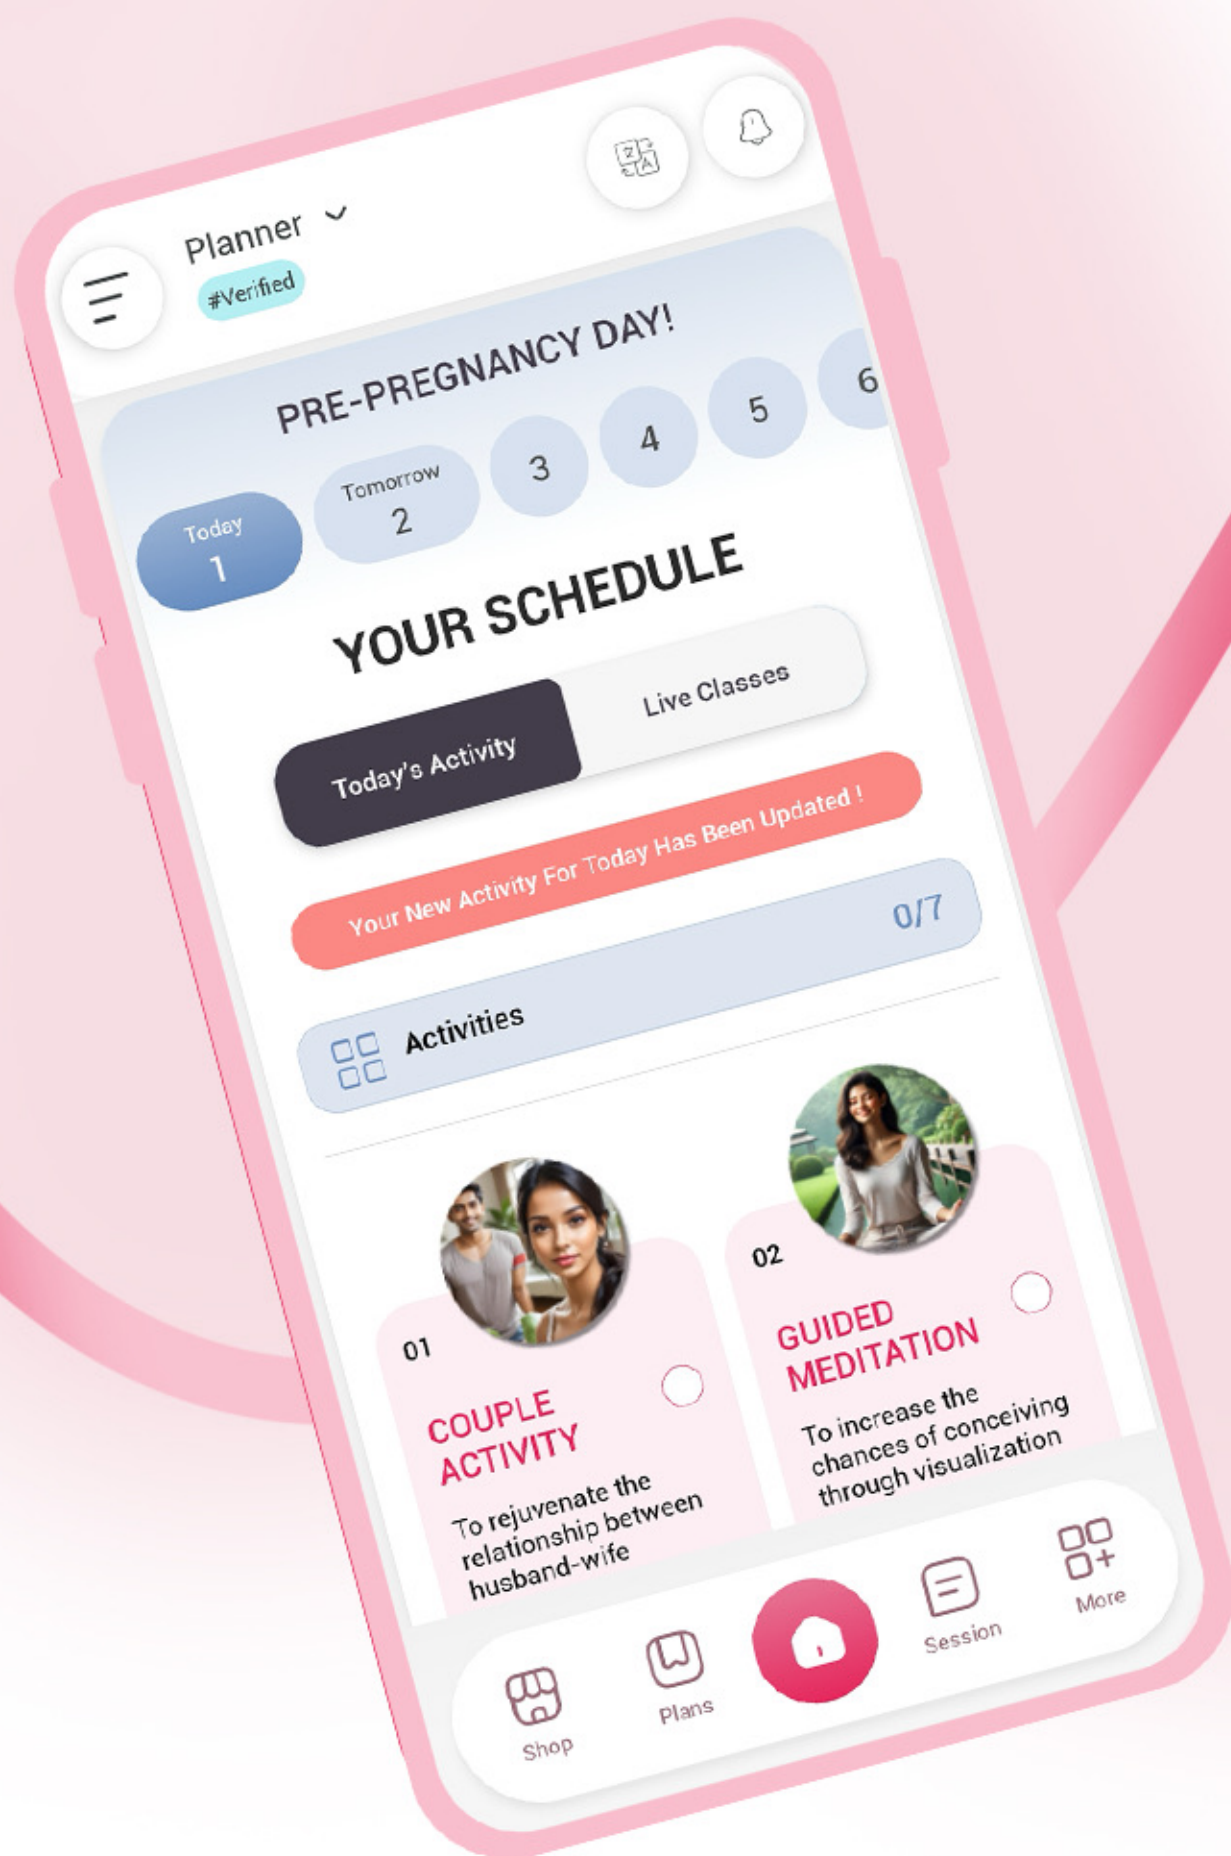 Planner
#Verified
PRE-PREGNANCY DAY!
Today
1
Tomorrow
2
3
4
5
6
YOUR SCHEDULE
Today's Activity
Live Classes
Your New Activity For Today Has Been Updated !
Activities
0/7
01
COUPLE
ACTIVITY
To rejuvenate the
relationship between
husband-wife
02
GUIDED
MEDITATION
To increase the
chances of conceiving
through visualization
Shop
Plans
Session
More